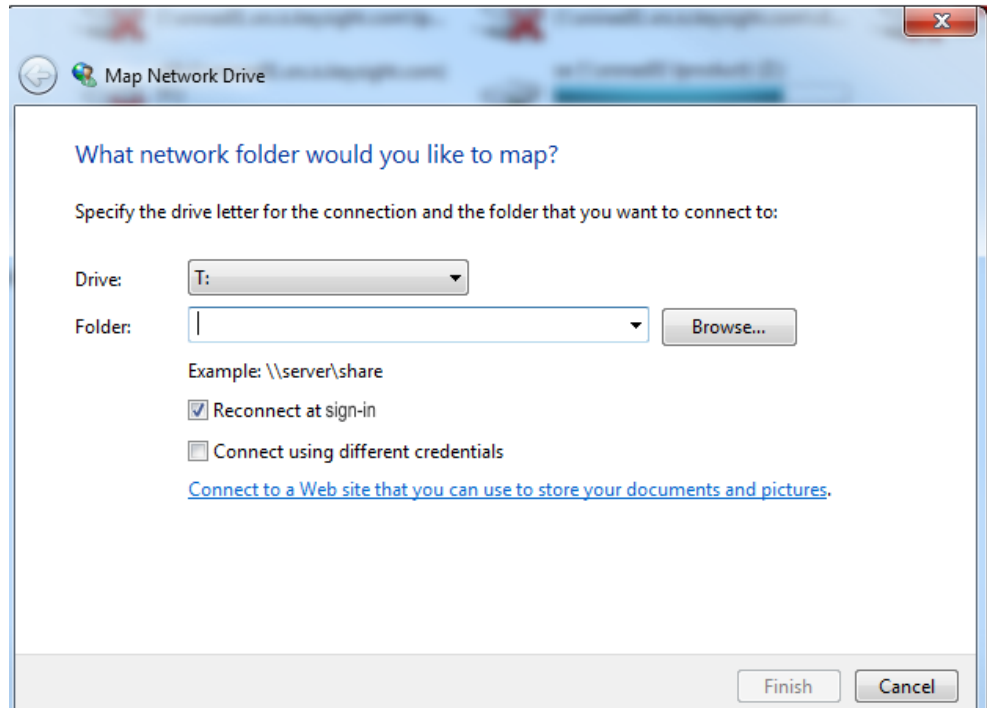 Map Network Drive
What network folder would you like to map?
Specify the drive letter for the connection and the folder that you want to connect to:
Drive: T:
Folder: Browse...
Example: \\server\share
Reconnect at sign-in
Connect using different credentials
Connect to a Web site that you can use to store your documents and pictures.
Finish Cancel